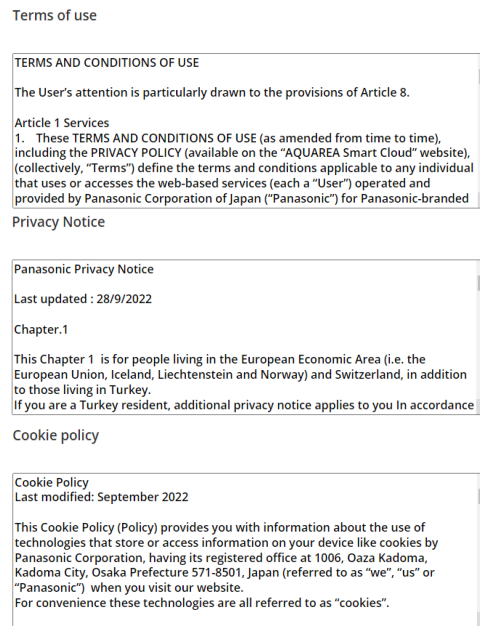 Terms of use
TERMS AND CONDITIONS OF USE
The User's attention is particularly drawn to the provisions of Article 8.
Article 1 Services
1. These TERMS AND CONDITIONS OF USE (as amended from time to time),
including the PRIVACY POLICY (available on the “AQUAREA Smart Cloud” website),
(collectively, “Terms”) define the terms and conditions applicable to any individual
that uses or accesses the web-based services (each a “User”) operated and
provided by Panasonic Corporation of Japan (“Panasonic”) for Panasonic-branded
Privacy Notice
Panasonic Privacy Notice
Last updated : 28/9/2022
Chapter.1
This Chapter 1  is for people living in the European Economic Area (i.e. the
European Union, Iceland, Liechtenstein and Norway) and Switzerland, in addition
to those living in Turkey.
If you are a Turkey resident, additional privacy notice applies to you In accordance
Cookie policy
Cookie Policy
Last modified: September 2022
This Cookie Policy (Policy) provides you with information about the use of
technologies that store or access information on your device like cookies by
Panasonic Corporation, having its registered office at 1006, Oaza Kadoma,
Kadoma City, Osaka Prefecture 571-8501, Japan (referred to as “we”, “us” or
“Panasonic”)  when you visit our website.
For convenience these technologies are all referred to as “cookies”.